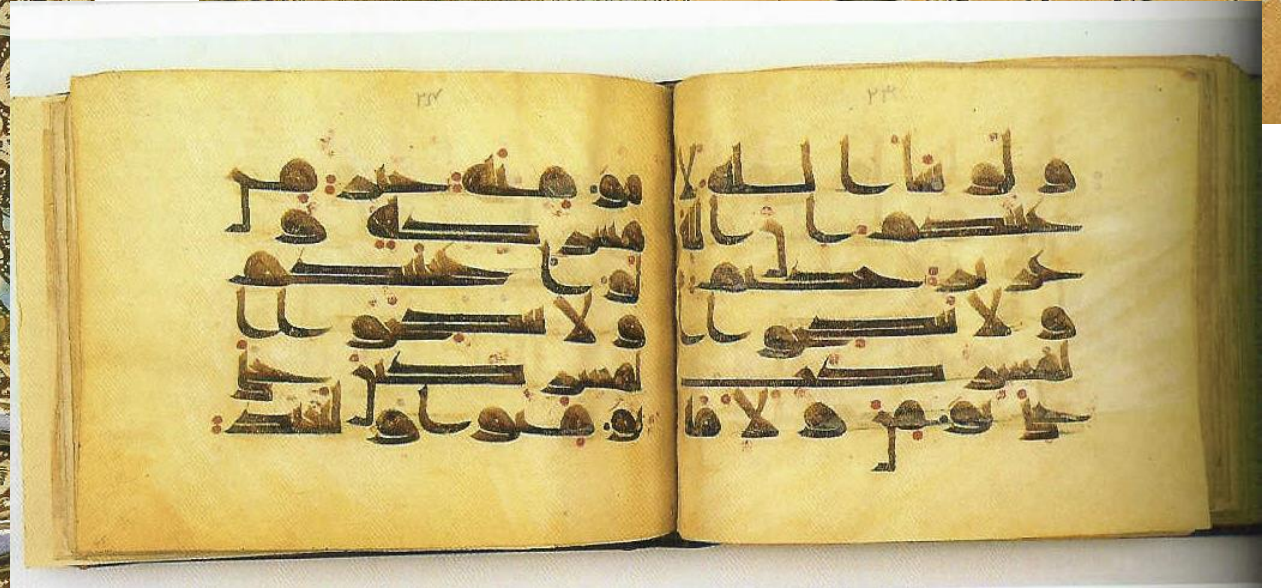 ولو شا الله لا
عنتكم ان الله
عزيز حكيم
ولا تنكحوا ا
لمشركت
حتى يومن ولامة
مومنة خير من
مشركة و
لو اعجبتكم
ولا تنكحوا ا
لمشركين حتى
يومنوا ولعبد